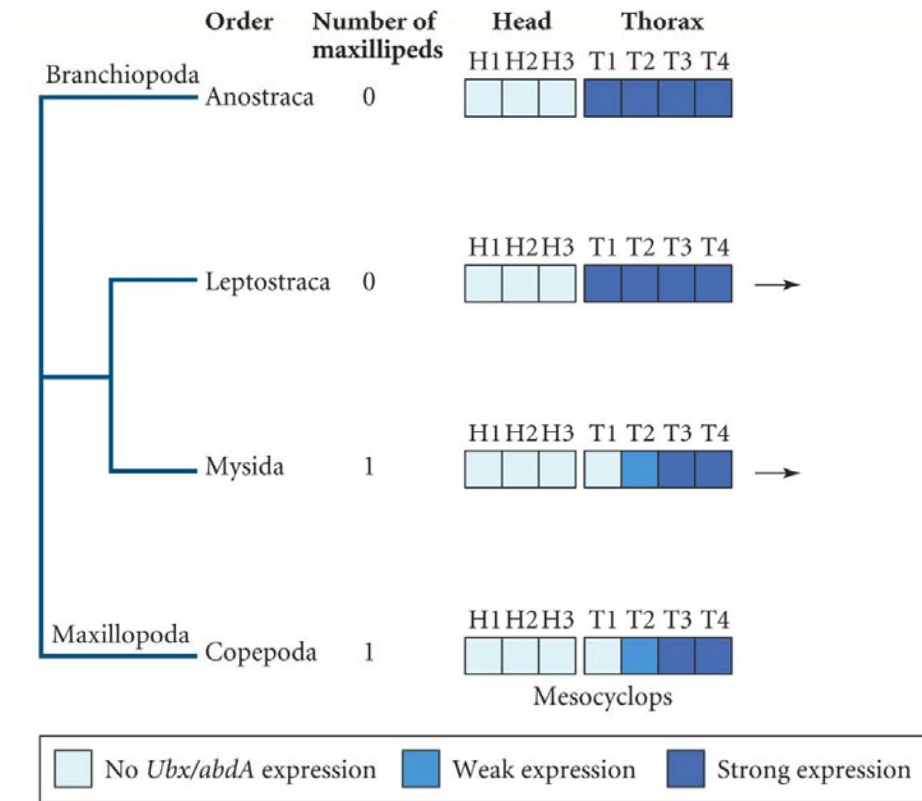 Order Number of maxillipeds Head Thorax
H1 H2 H3 T1 T2 T3 T4
Branchiopoda
Anostraca 0
H1 H2 H3 T1 T2 T3 T4
Leptostraca 0
H1 H2 H3 T1 T2 T3 T4
Mysida 1
H1 H2 H3 T1 T2 T3 T4
Maxillopoda
Copepoda 1
Mesocyclops
No Ubx/abdA expression Weak expression Strong expression